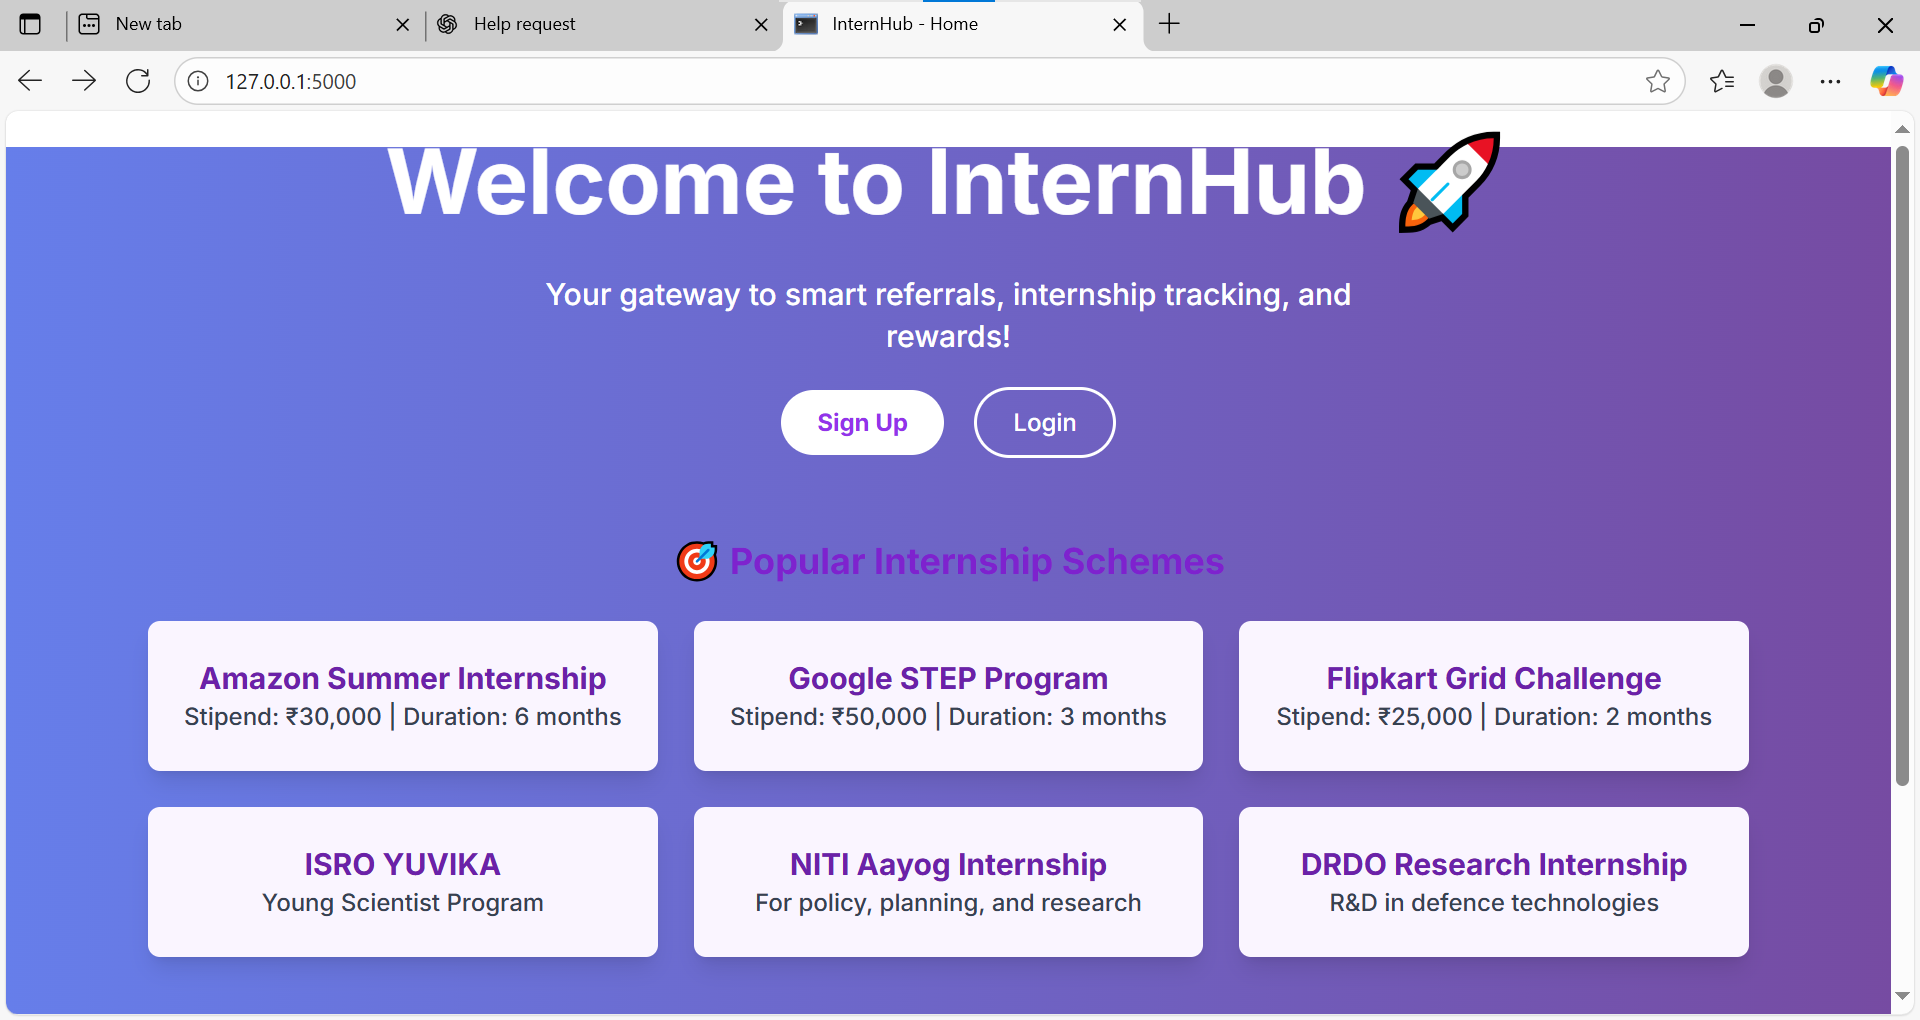 New tab
Help request
InternHub - Home
127.0.0.1:5000
Welcome to InternHub 🚀
Your gateway to smart referrals, internship tracking, and
rewards!
Sign Up
Login
🎯 Popular Internship Schemes
Amazon Summer Internship
Stipend: ₹30,000 | Duration: 6 months
Google STEP Program
Stipend: ₹50,000 | Duration: 3 months
Flipkart Grid Challenge
Stipend: ₹25,000 | Duration: 2 months
ISRO YUVIKA
Young Scientist Program
NITI Aayog Internship
For policy, planning, and research
DRDO Research Internship
R&D in defence technologies